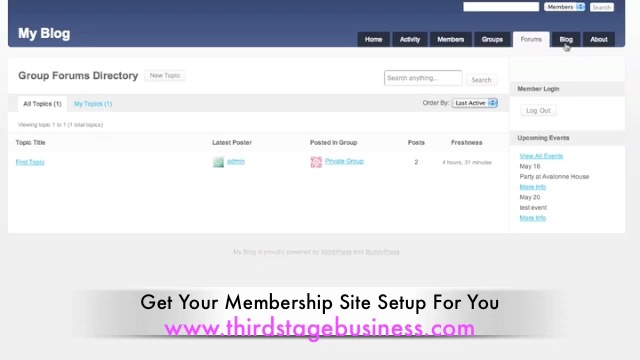 Members
Search
My Blog
Home
Activity
Members
Groups
Forums
Blog
About
Group Forums Directory
New Topic
Search anything...
Search
Member Login
All Topics (1)
My Topics (1)
Order By:
Last Active
Log Out
Viewing topic 1 to 1 (1 total topics)
Upcoming Events
Topic Title
Latest Poster
Posted In Group
Posts
Freshness
First Topic
admin
Private Group
2
4 hours, 31 minutes
View All Events
May 16
Party at Avalonne House
More Info
May 20
test event
More Info
My Blog is proudly powered by WordPress and BuddyPress
Get Your Membership Site Setup For You
www.thirdstagebusiness.com